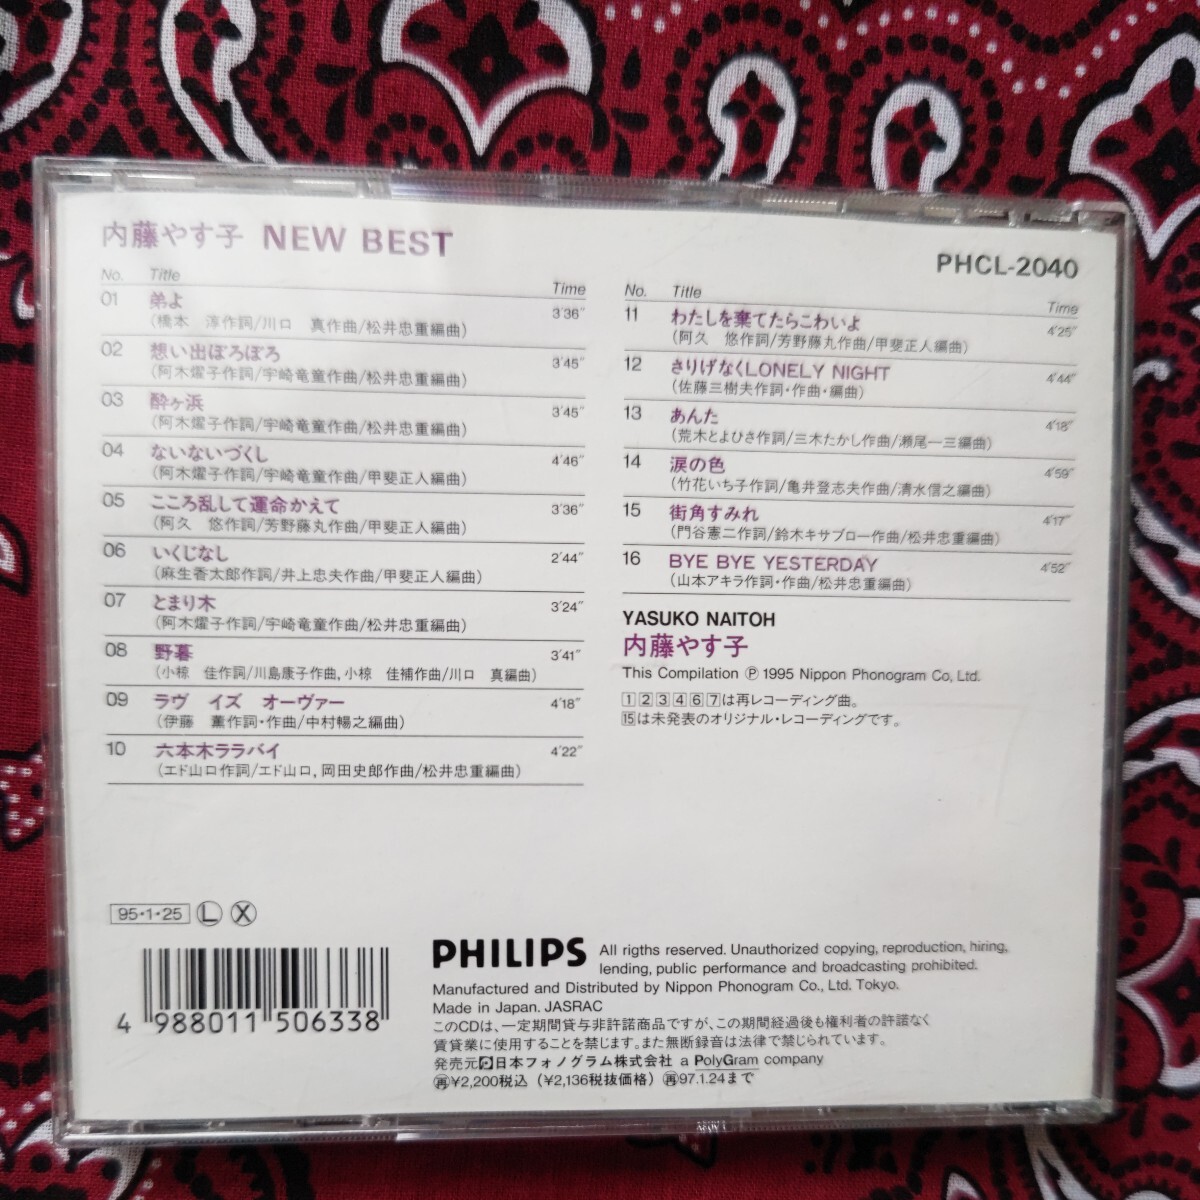 内藤やす子 NEW BEST
PHCL-2040
No. Title Time
01 弟よ 3'36"
(橋本 淳作詞/川口 真作曲/松井忠重編曲)
02 想い出ぼろぼろ 3'45"
(阿木燿子作詞/宇崎竜童作曲/松井忠重編曲)
03 酔ヶ浜 3'45"
(阿木燿子作詞/宇崎竜童作曲/松井忠重編曲)
04 ないないづくし 4'46"
(阿木燿子作詞/宇崎竜童作曲/甲斐正人編曲)
05 こころ乱して運命かえて 3'36"
(阿久 悠作詞/芳野藤丸作曲/甲斐正人編曲)
06 いくじなし 2'44"
(麻生香太郎作詞/井上忠夫作曲/甲斐正人編曲)
07 とまり木 3'24"
(阿木燿子作詞/宇崎竜童作曲/松井忠重編曲)
08 野暮 3'41"
(小椋 佳作詞/川島康子作曲,小椋 佳補作曲/川口 真編曲)
09 ラヴ イズ オーヴァー 4'18"
(伊藤 薫作詞・作曲/中村暢之編曲)
10 六本木ララバイ 4'22"
(エド山口作詞/エド山口,岡田史郎作曲/松井忠重編曲)
No. Title Time
11 わたしを棄てたらこわいよ 4'25"
(阿久 悠作詞/芳野藤丸作曲/甲斐正人編曲)
12 さりげなくLONELY NIGHT 4'44"
(佐藤三樹夫作詞・作曲・編曲)
13 あんた 4'18"
(荒木とよひさ作詞/三木たかし作曲/瀬尾一三編曲)
14 涙の色 4'59"
(竹花いち子作詞/亀井登志夫作曲/清水信之編曲)
15 街角すみれ 4'17"
(門谷憲二作詞/鈴木キサブロー作曲/松井忠重編曲)
16 BYE BYE YESTERDAY 4'52"
(山本アキラ作詞・作曲/松井忠重編曲)
YASUKO NAITOH
内藤やす子
This Compilation Ⓟ 1995 Nippon Phonogram Co, Ltd.
1 2 3 4 6 7は再レコーディング曲。
15は未発表のオリジナル・レコーディングです。
95・1・25 Ⓛ Ⓧ
4 988011 506338
PHILIPS
All rigths reserved. Unauthorized copying, reproduction, hiring,
lending, public performance and broadcasting prohibited.
Manufactured and Distributed by Nippon Phonogram Co., Ltd. Tokyo.
Made in Japan. JASRAC
このCDは、一定期間貸与非許諾商品ですが、この期間経過後も権利者の許諾なく
賃貸業に使用することを禁じます。また無断録音は法律で禁じられています。
発売元 日本フォノグラム株式会社 a PolyGram company
再¥2,200税込 (¥2,136税抜価格) 再97.1.24まで